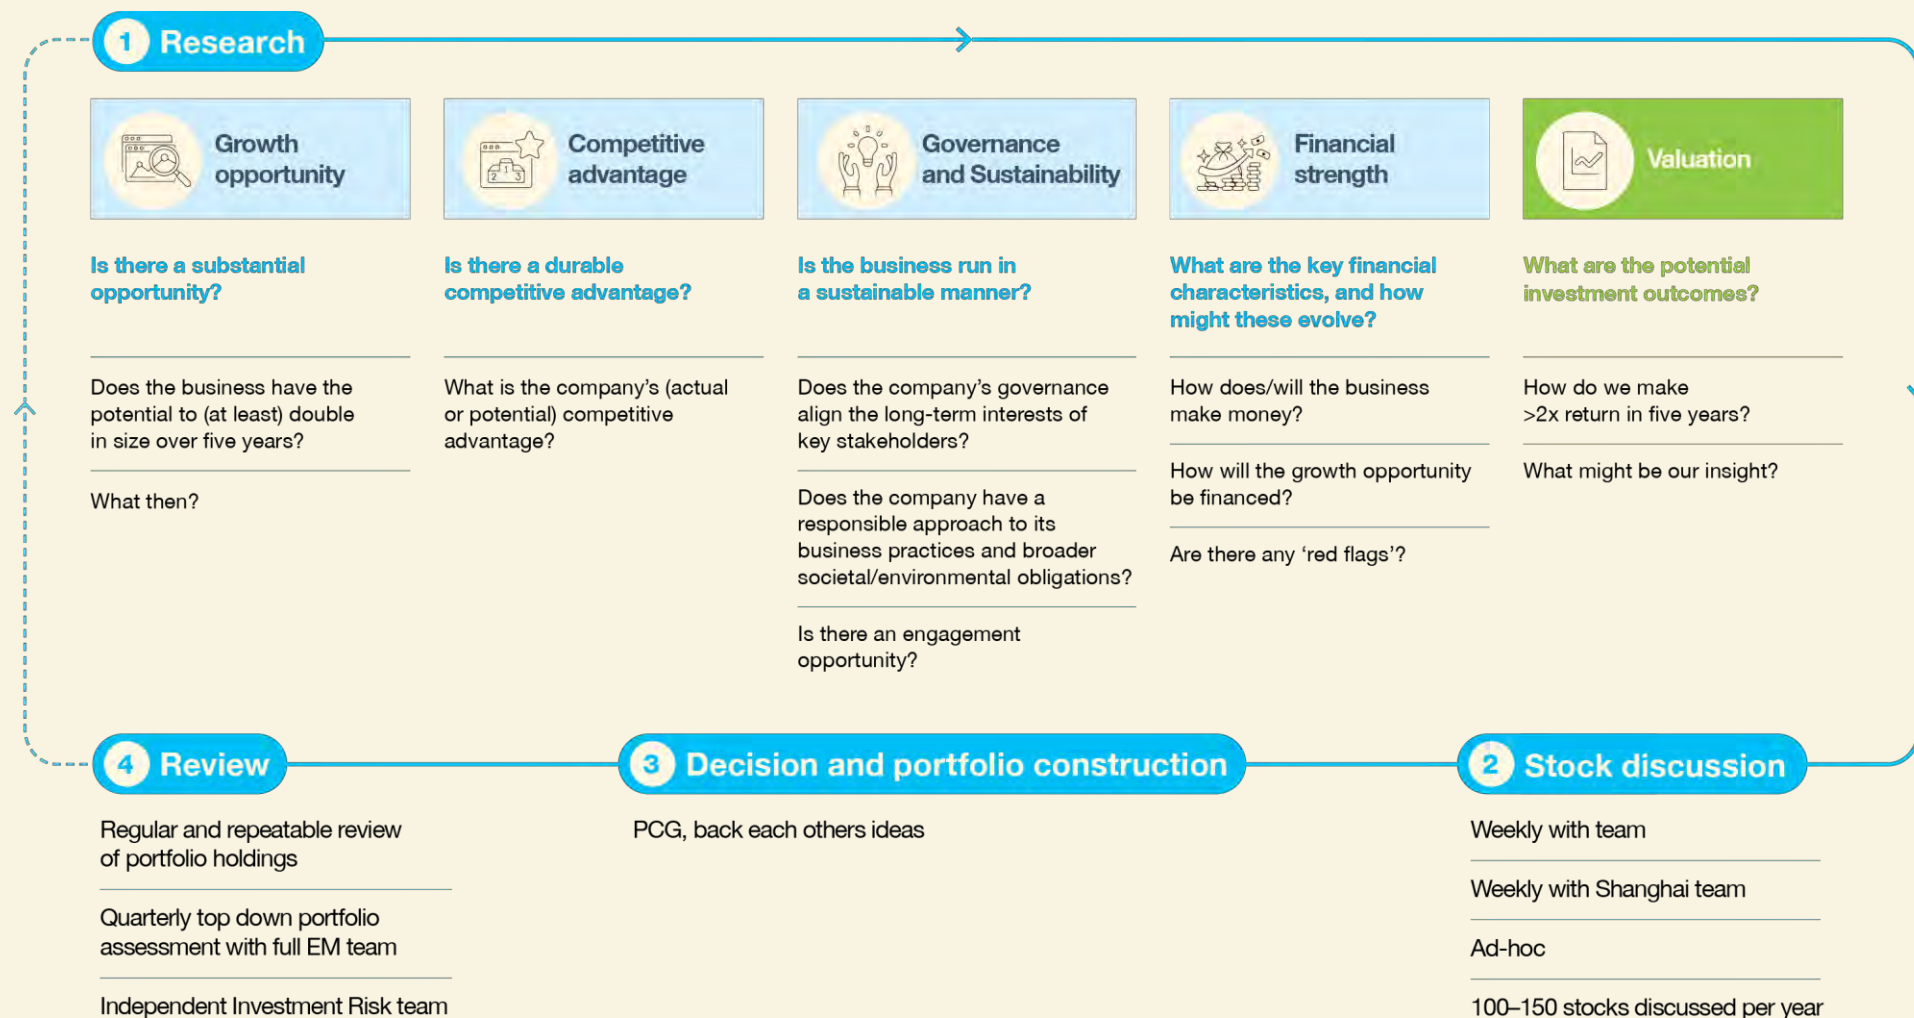 1 Research
Growth
opportunity
Competitive
advantage
Governance
and Sustainability
Financial
strength
Valuation
Is there a substantial
opportunity?
Is there a durable
competitive advantage?
Is the business run in
a sustainable manner?
What are the key financial
characteristics, and how
might these evolve?
What are the potential
investment outcomes?
Does the business have the
potential to (at least) double
in size over five years?
What then?
What is the company’s (actual
or potential) competitive
advantage?
Does the company’s governance
align the long-term interests of
key stakeholders?
Does the company have a
responsible approach to its
business practices and broader
societal/environmental obligations?
Is there an engagement
opportunity?
How does/will the business
make money?
How will the growth opportunity
be financed?
Are there any ‘red flags’?
How do we make
>2x return in five years?
What might be our insight?
4 Review
Regular and repeatable review
of portfolio holdings
Quarterly top down portfolio
assessment with full EM team
Independent Investment Risk team
3 Decision and portfolio construction
PCG, back each others ideas
2 Stock discussion
Weekly with team
Weekly with Shanghai team
Ad-hoc
100–150 stocks discussed per year